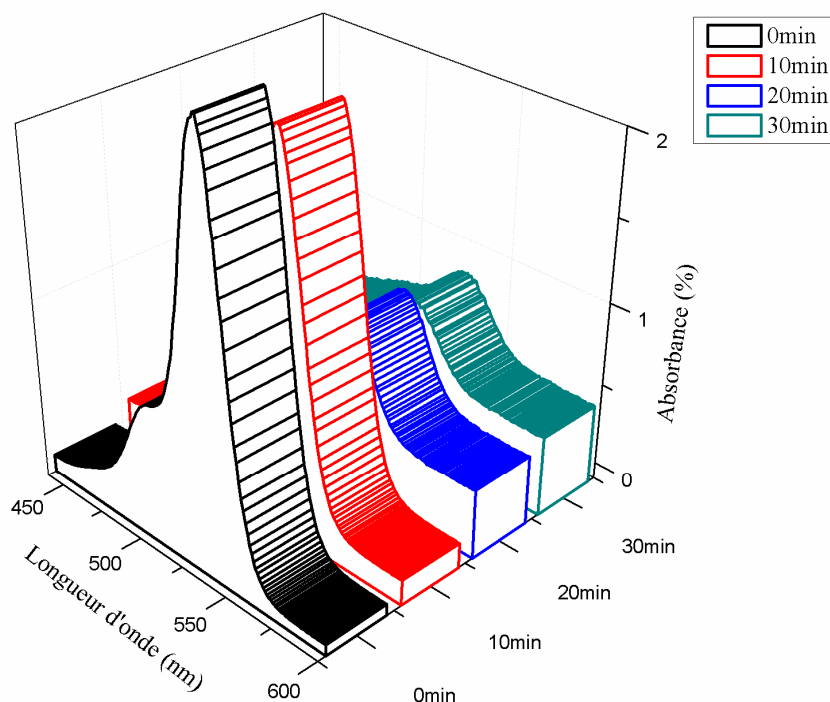 0min
10min
20min
30min
2
1
0
Absorbance (%)
450
500
550
600
Longueur d'onde (nm)
0min
10min
20min
30min